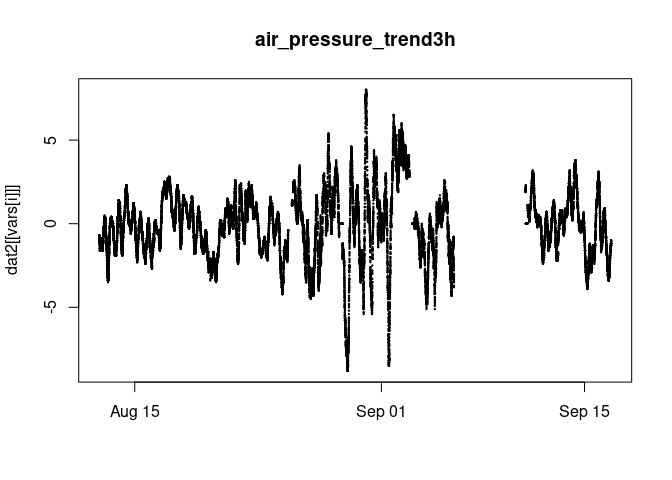 air_pressure_trend3h
dat2[[vars[i]]]
5
0
-5
Aug 15
Sep 01
Sep 15